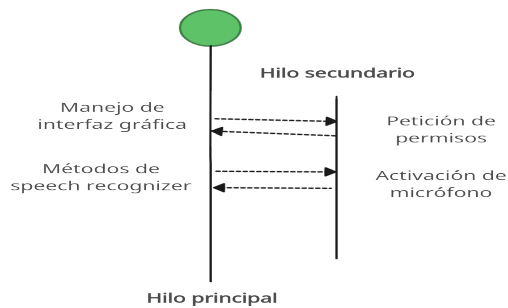 Hilo secundario
Manejo de
interfaz gráfica
Petición de
permisos
Métodos de
speech recognizer
Activación de
micrófono
Hilo principal